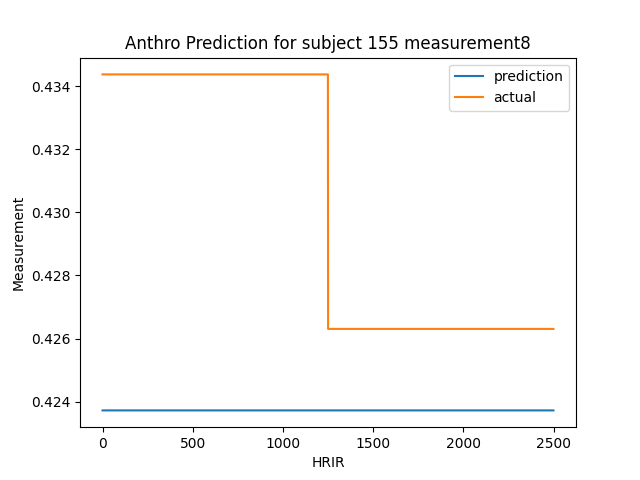 Anthro Prediction for subject 155 measurement8
prediction
actual
0.434
0.432
0.430
0.428
0.426
0.424
Measurement
0
500
1000
1500
2000
2500
HRIR